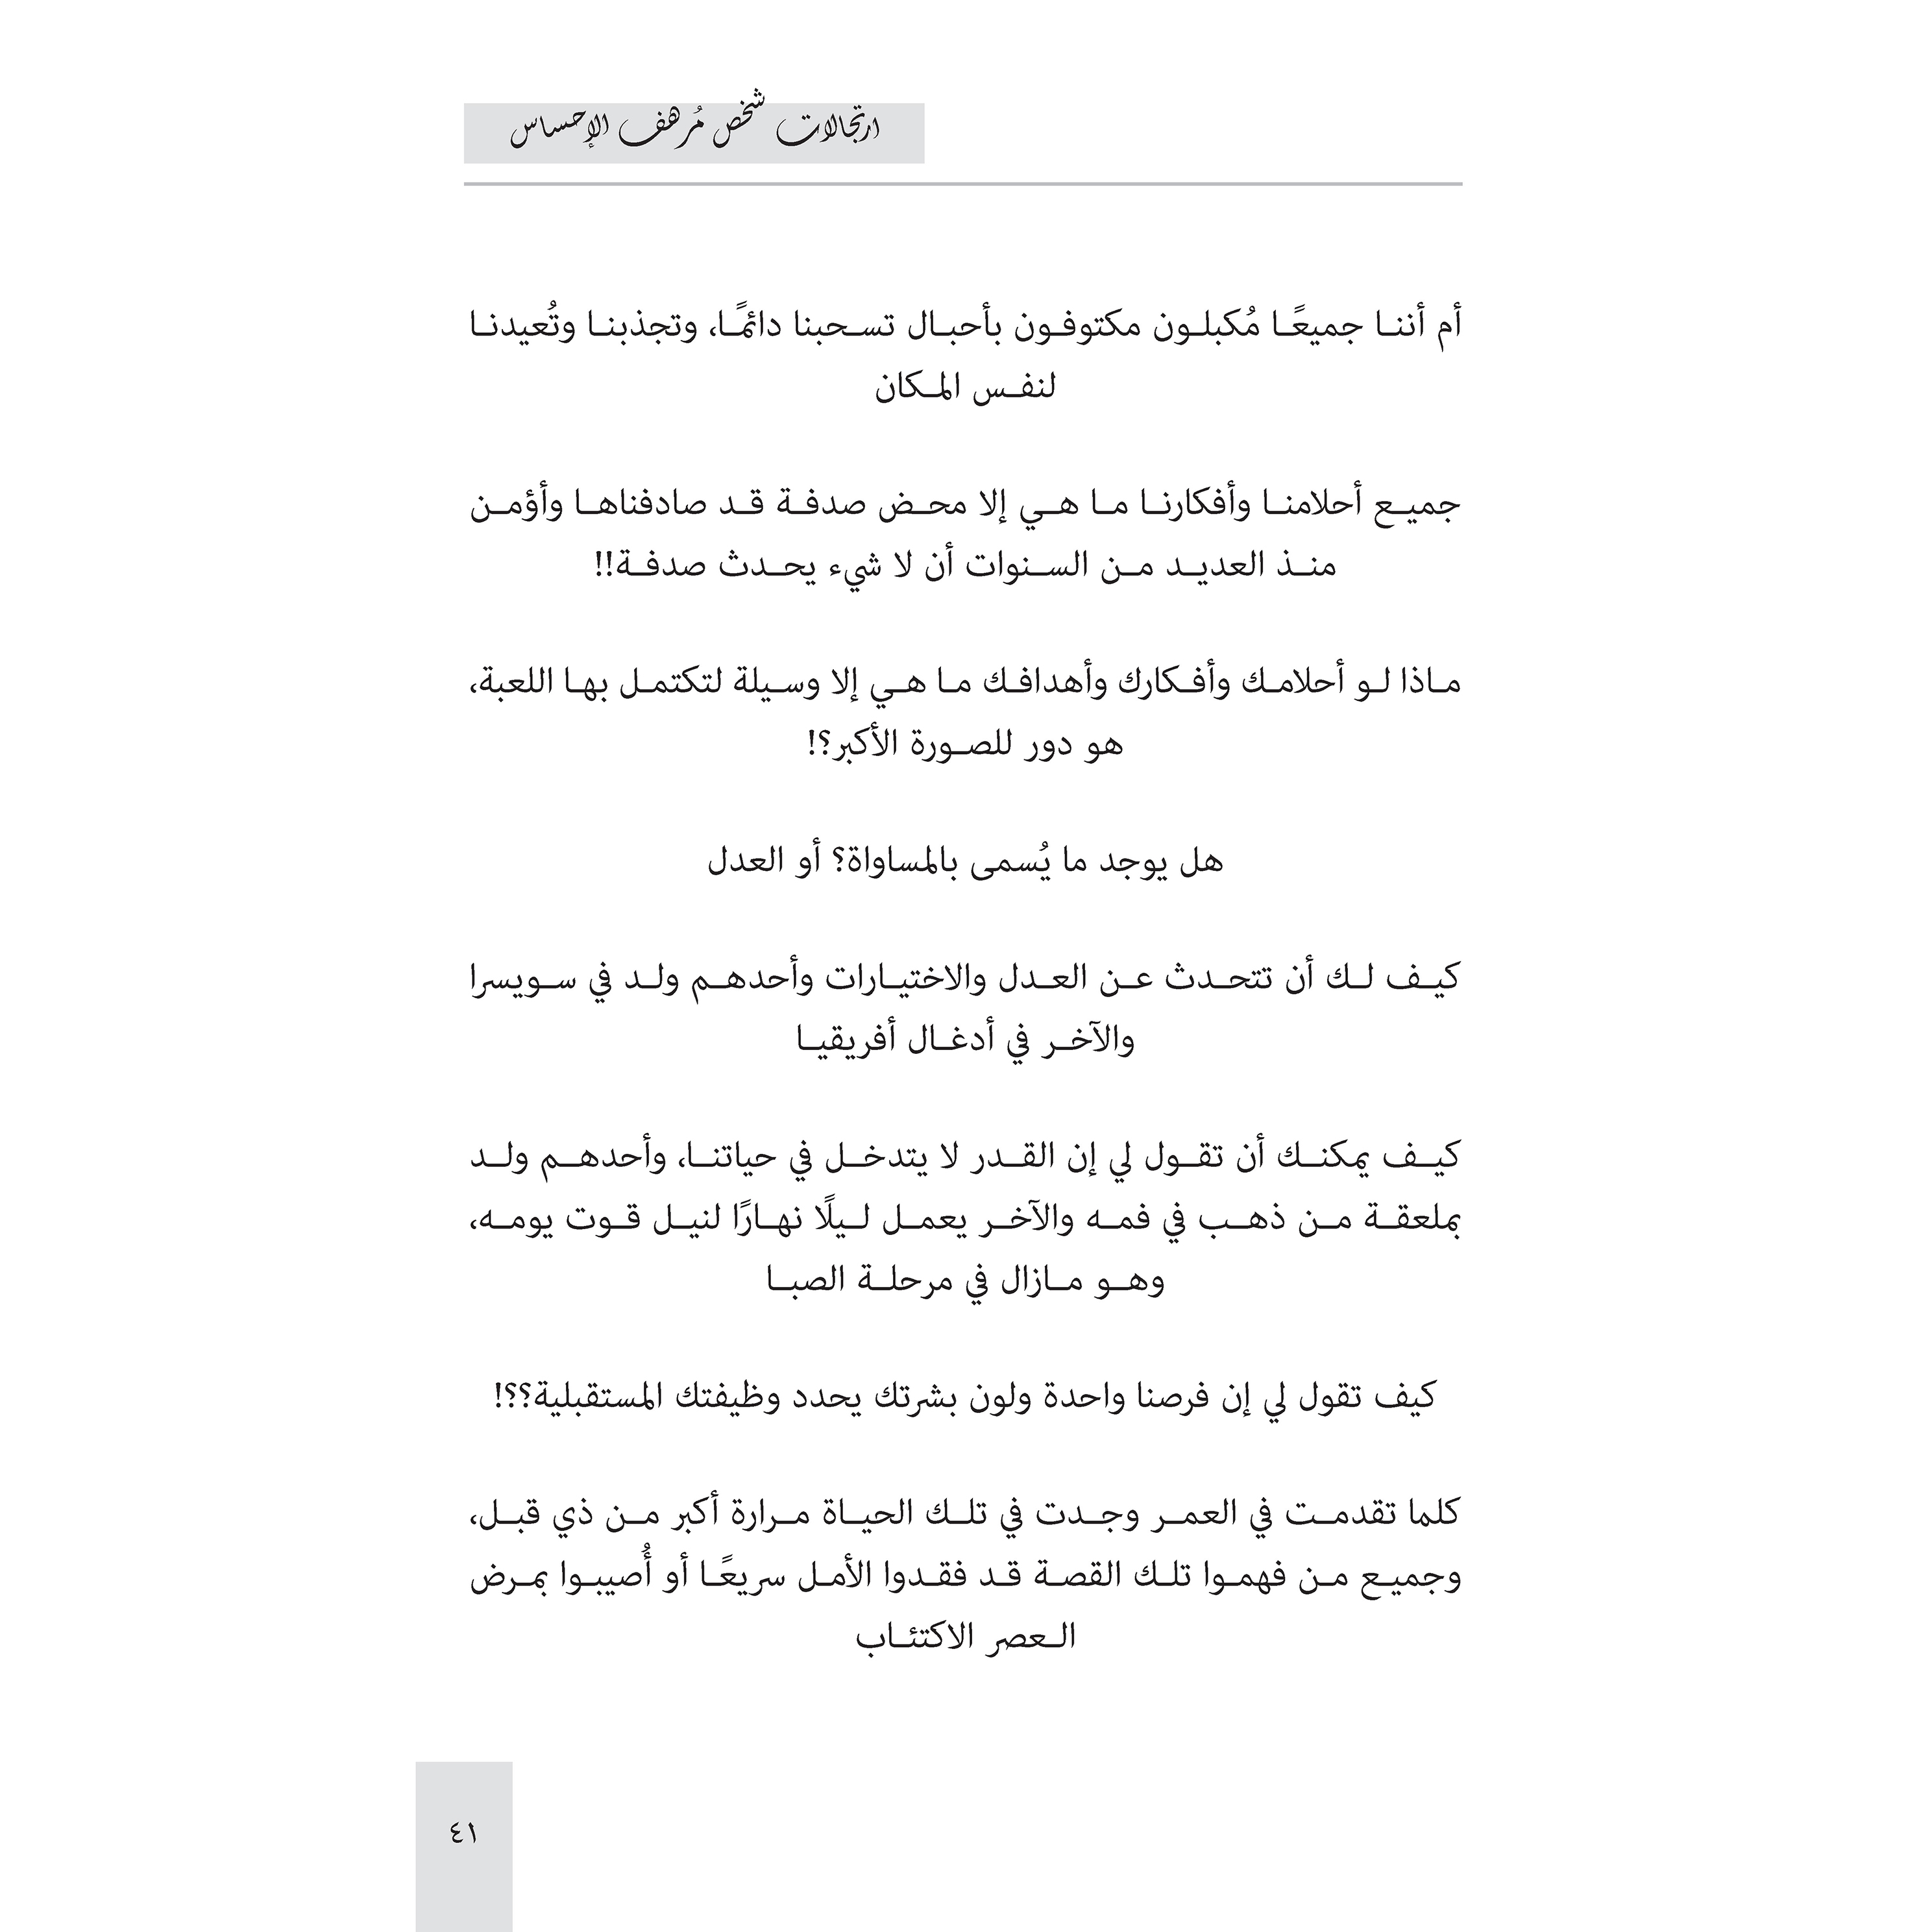 ارتجالات شخص مُرهف الإحساس
أم أننا جميعًا مُكبلون مكتوفون بأحبال تسحبنا دائمًا، وتجذبنا وتُعيدنا
لنفس المكان
جميع أحلامنا وأفكارنا ما هي إلا محض صدفة قد صادفناها وأؤمن
منذ العديد من السنوات أن لا شيء يحدث صدفة!!
ماذا لو أحلامك وأفكارك وأهدافك ما هي إلا وسيلة لتكتمل بها اللعبة،
هو دور للصورة الأكبر؟!
هل يوجد ما يُسمى بالمساواة؟ أو العدل
كيف لك أن تتحدث عن العدل والاختيارات وأحدهم ولد في سويسرا
والآخر في أدغال أفريقيا
كيف يمكنك أن تقول لي إن القدر لا يتدخل في حياتنا، وأحدهم ولد
بملعقة من ذهب في فمه والآخر يعمل ليلًا نهارًا لنيل قوت يومه،
وهو مازال في مرحلة الصبا
كيف تقول لي إن فرصنا واحدة ولون بشرتك يحدد وظيفتك المستقبلية؟؟!
كلما تقدمت في العمر وجدت في تلك الحياة مرارة أكبر من ذي قبل،
وجميع من فهموا تلك القصة قد فقدوا الأمل سريعًا أو أُصيبوا بمرض
العصر الاكتئاب
٤١